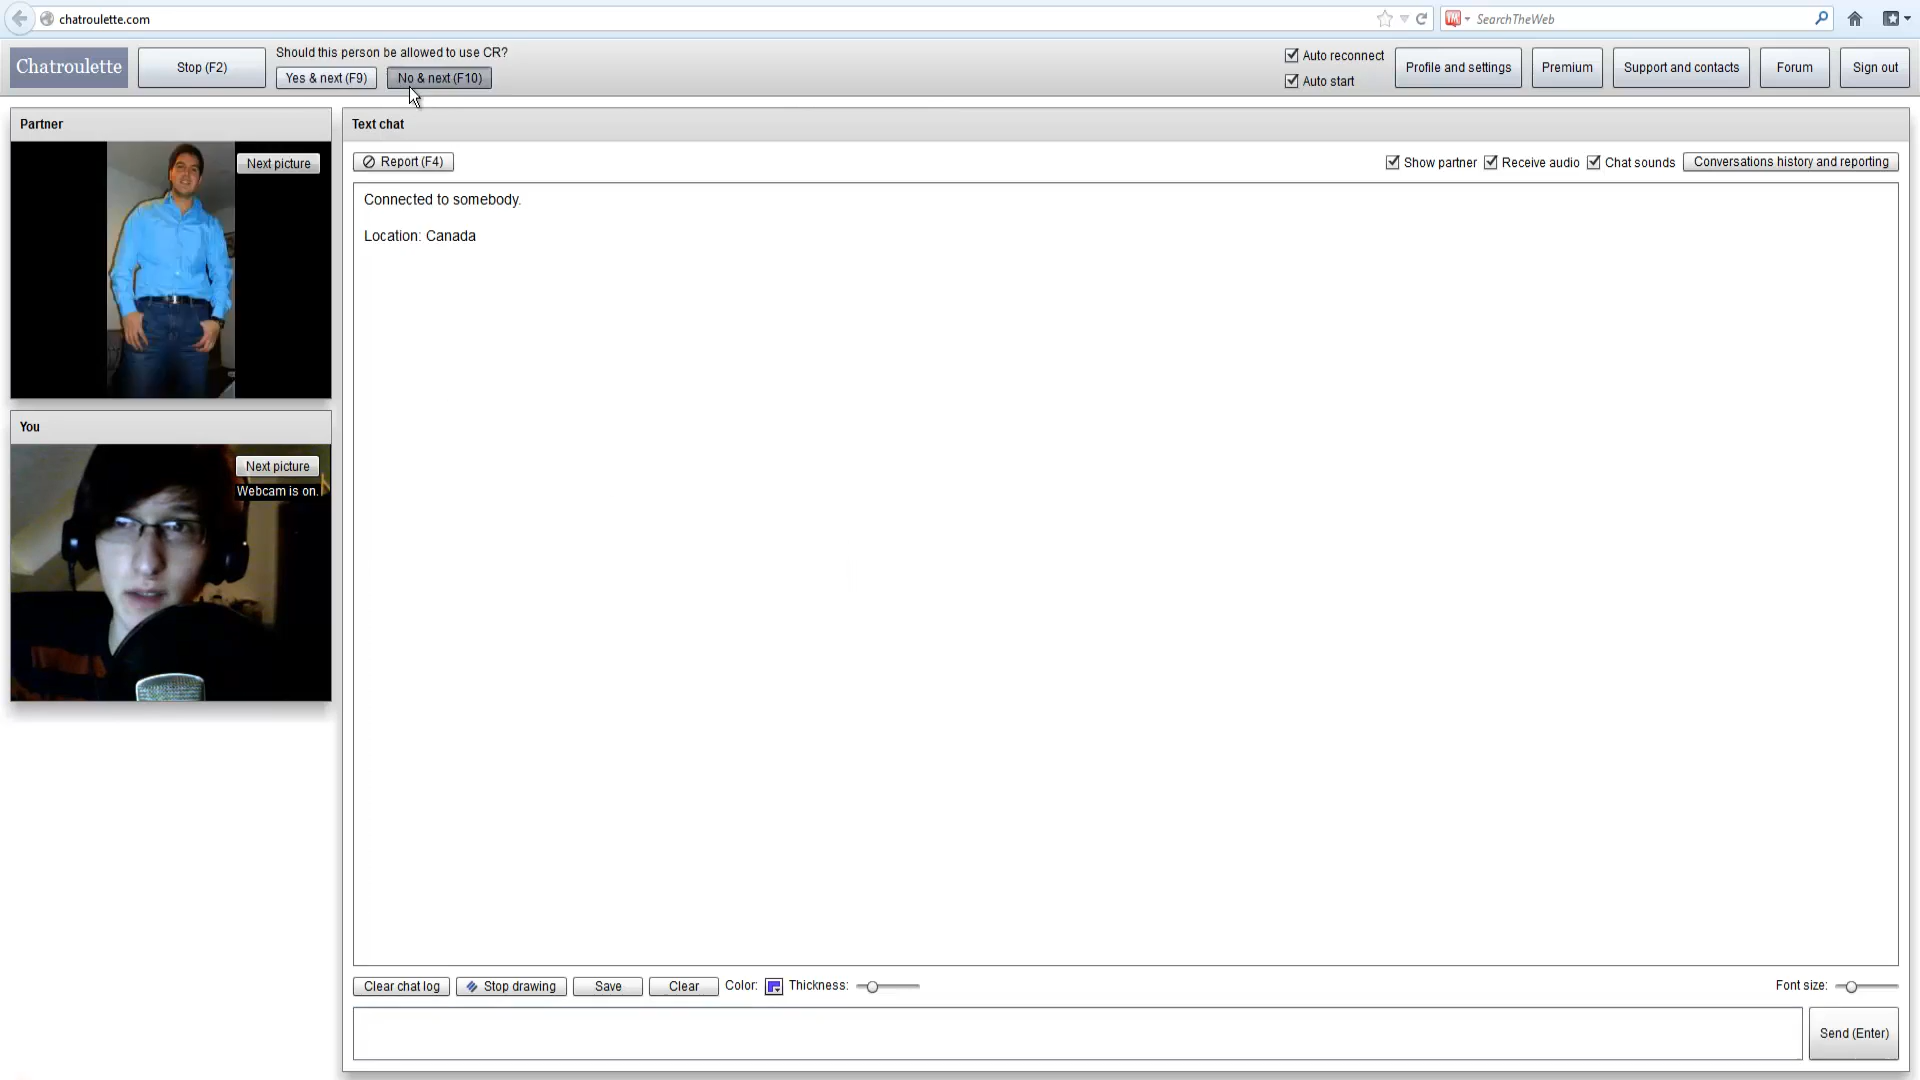 chatroulette.com
SearchTheWeb
Chatroulette
Stop (F2)
Should this person be allowed to use CR?
Yes & next (F9)
No & next (F10)
Auto reconnect
Auto start
Profile and settings
Premium
Support and contacts
Forum
Sign out
Partner
Next picture
You
Next picture
Webcam is on.
Text chat
Report (F4)
Show partner
Receive audio
Chat sounds
Conversations history and reporting
Connected to somebody.
Location: Canada
Clear chat log
Stop drawing
Save
Clear
Color:
Thickness:
Font size:
Send (Enter)